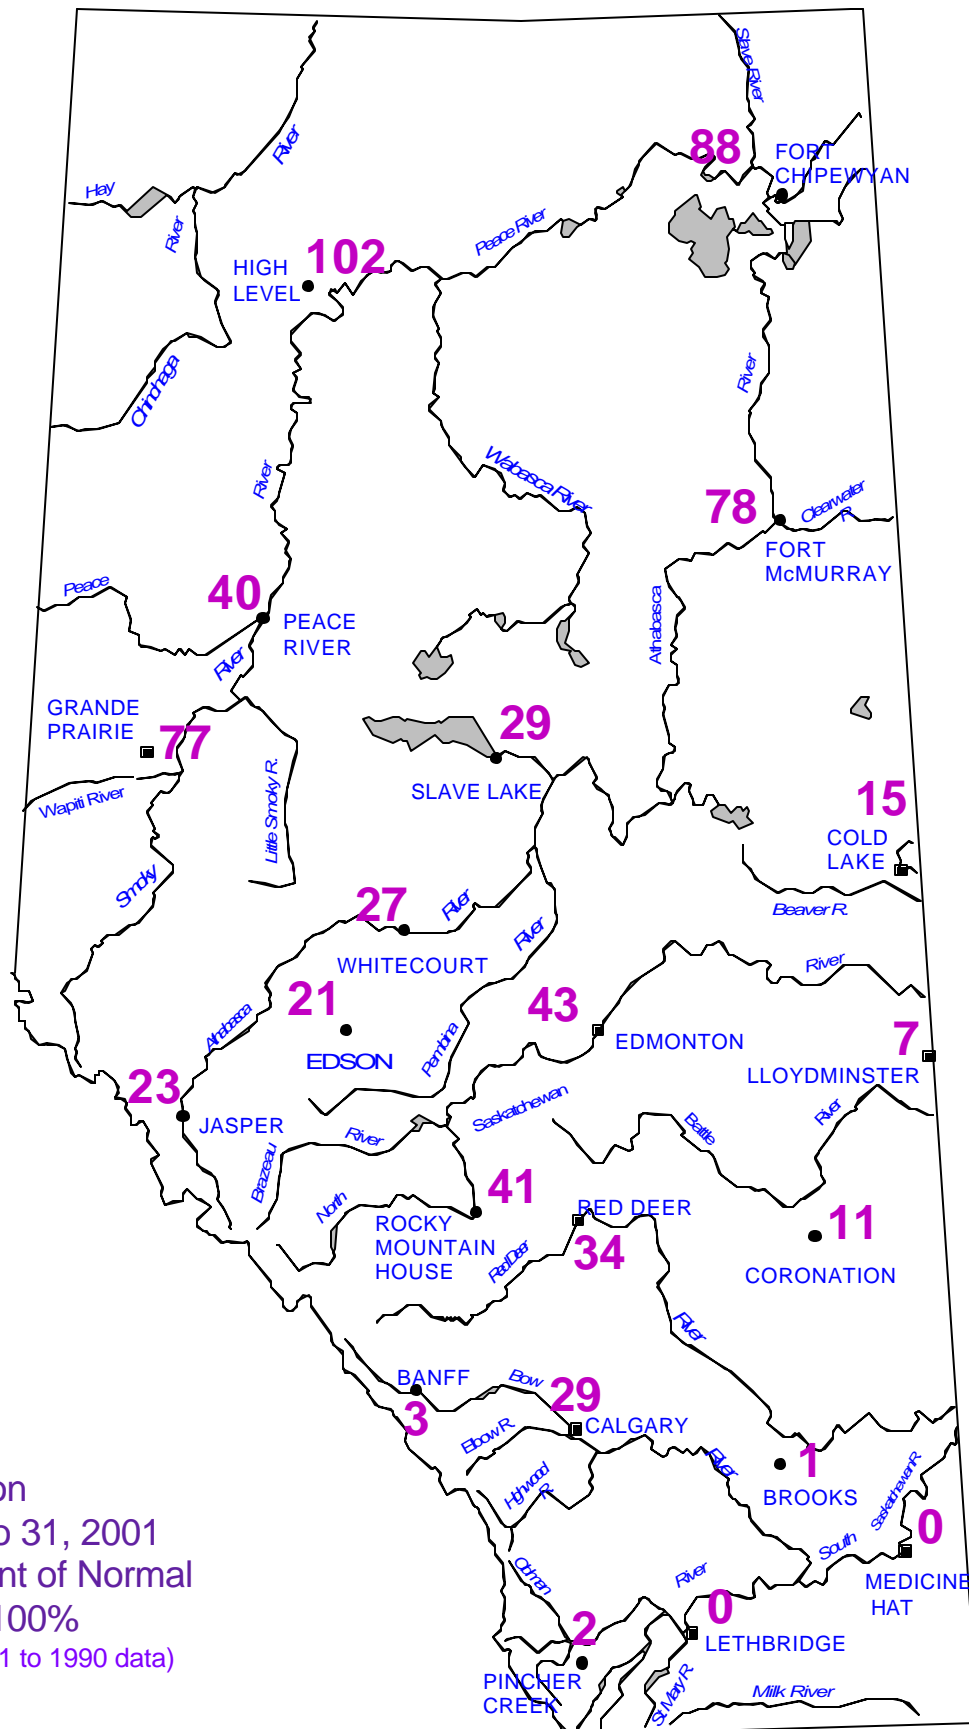 Slave River
88
FORT
CHIPEWYAN
Hay
River
River
Peace River
102
HIGH
LEVEL
Chinchaga
River
River
Wabasca River
78
Clearwater
R.
FORT
McMURRAY
Peace
40
PEACE
RIVER
River
Athabasca
GRANDE
PRAIRIE
77
29
SLAVE LAKE
Wapiti River
Little Smoky R.
15
COLD
LAKE
Smoky
Beaver R.
27
River
River
WHITECOURT
River
21
EDSON
Athabasca
Pembina
43
EDMONTON
7
LLOYDMINSTER
23
JASPER
Saskatchewan
River
Brazeau
River
Battle
North
41
ROCKY
MOUNTAIN
HOUSE
RED DEER
34
Red Deer
11
CORONATION
River
BANFF
3
Bow
29
CALGARY
Elbow R.
River
Highwood
R.
1
BROOKS
Saskatchewan R.
South
0
MEDICINE
HAT
Oldman
River
0
LETHBRIDGE
2
PINCHER
CREEK
St. Mary R.
Milk River
on
o 31, 2001
nt of Normal
100%
1 to 1990 data)